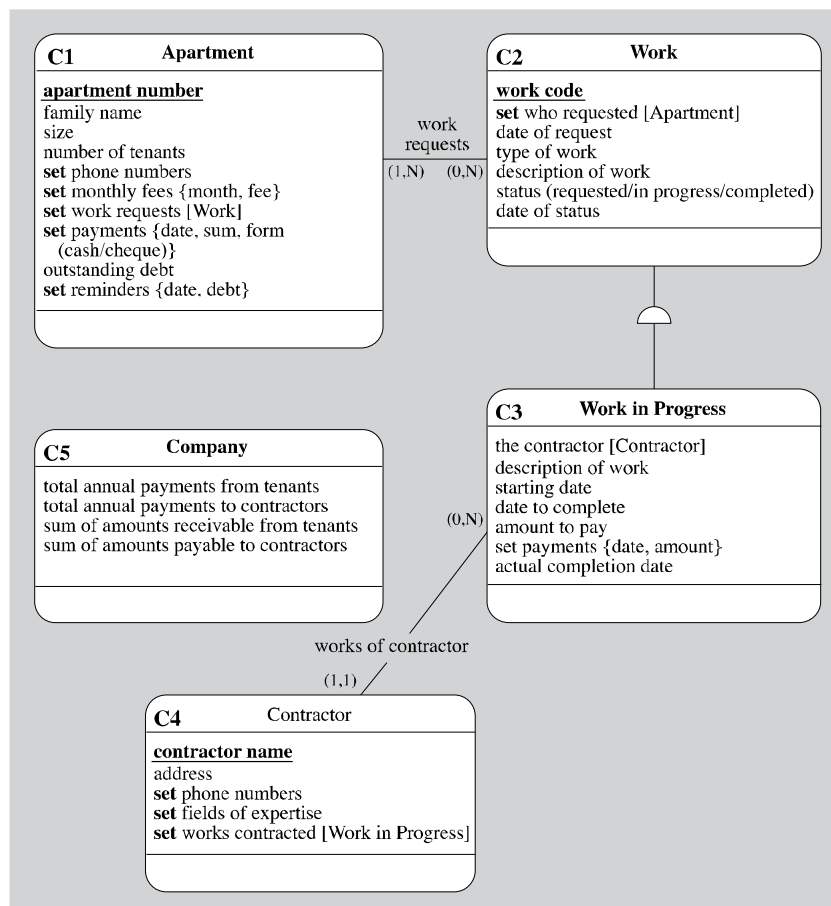 C1 Apartment
apartment number
family name
size
number of tenants
set phone numbers
set monthly fees {month, fee}
set work requests [Work]
set payments {date, sum, form
(cash/cheque)}
outstanding debt
set reminders {date, debt}
work
requests
(1,N) (0,N)
C2 Work
work code
set who requested [Apartment]
date of request
type of work
description of work
status (requested/in progress/completed)
date of status
C3 Work in Progress
the contractor [Contractor]
description of work
starting date
date to complete
amount to pay
set payments {date, amount}
actual completion date
C5 Company
total annual payments from tenants
total annual payments to contractors
sum of amounts receivable from tenants
sum of amounts payable to contractors
(0,N)
works of contractor
(1,1)
C4 Contractor
contractor name
address
set phone numbers
set fields of expertise
set works contracted [Work in Progress]